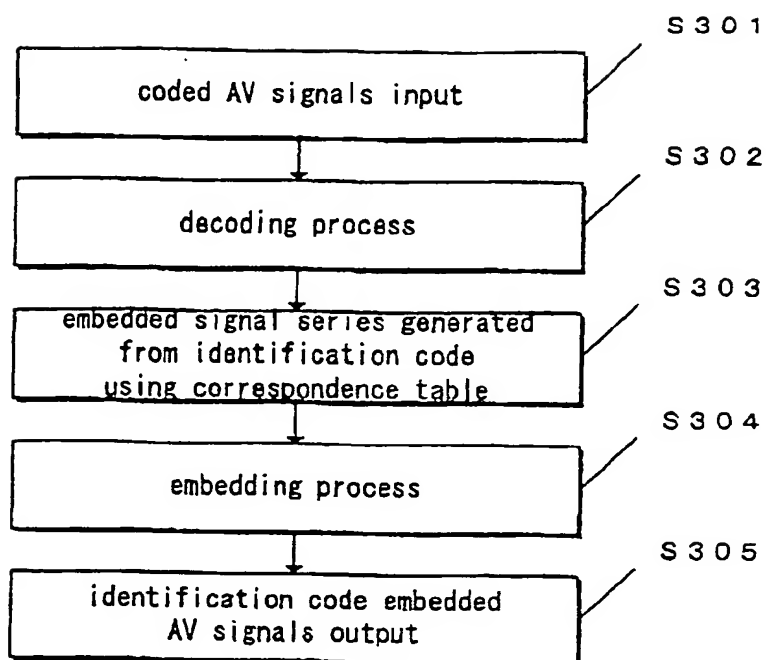 S301
coded AV signals input
S302
decoding process
S303
embedded signal series generated
from identification code
using correspondence table
S304
embedding process
S305
identification code embedded
AV signals output